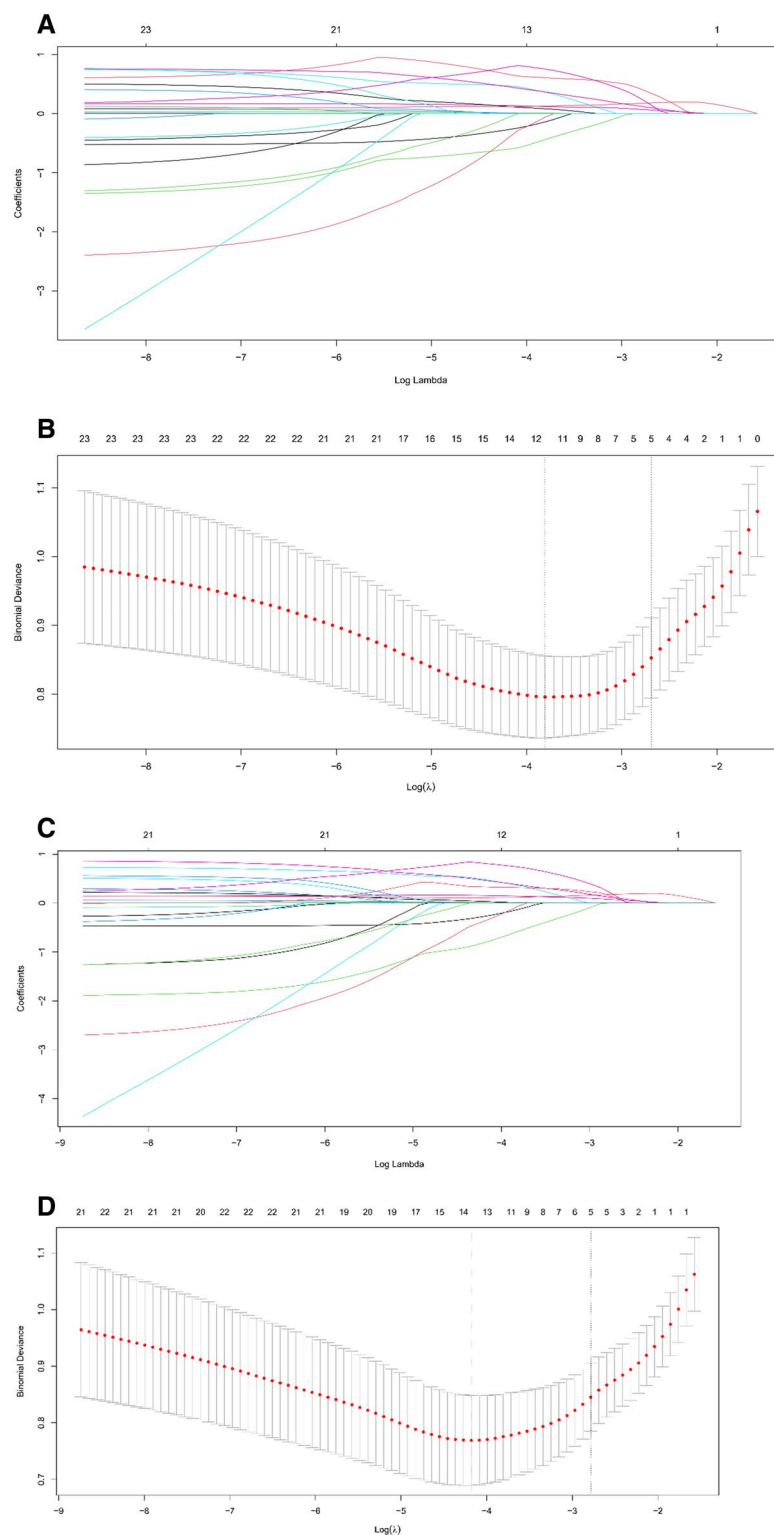 A
23 21 13 1
1
0
−1
−2
−3
Coefficients
−8 −7 −6 −5 −4 −3 −2
Log Lambda
B
23 23 23 23 23 22 22 22 22 21 21 21 17 16 15 15 14 12 11 9 8 7 5 5 4 4 2 1 1 0
1.1
1.0
0.9
0.8
Binomial Deviance
−8 −7 −6 −5 −4 −3 −2
Log(λ)
C
21 21 12 1
1
0
−1
−2
−3
−4
Coefficients
−9 −8 −7 −6 −5 −4 −3 −2
Log Lambda
D
21 22 21 21 21 20 22 22 22 21 21 19 20 19 17 15 14 13 11 9 8 7 6 5 5 3 2 1 1 1
1.1
1.0
0.9
0.8
0.7
Binomial Deviance
−9 −8 −7 −6 −5 −4 −3 −2
Log(λ)